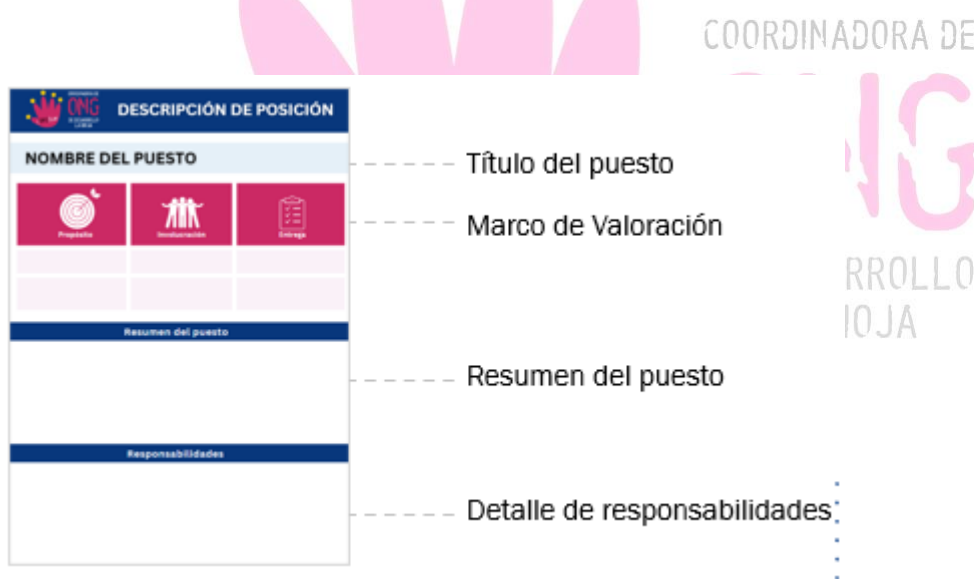 COORDINADORA DE
ONG
DESCRIPCIÓN DE POSICIÓN
NOMBRE DEL PUESTO
Título del puesto
NG
Propósito
Involucración
Entrega
Marco de Valoración
RROLLO
IOJA
Resumen del puesto
Resumen del puesto
Responsabilidades
Detalle de responsabilidades